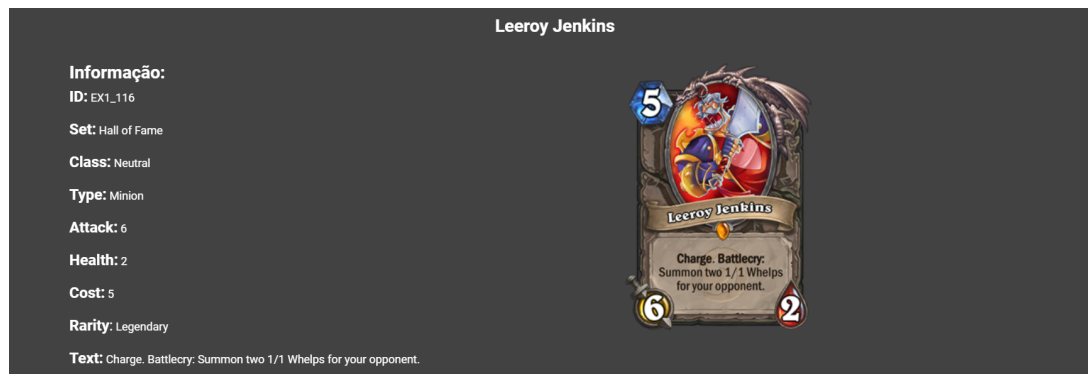 Leeroy Jenkins
Informação:
ID: EX1_116
Set: Hall of Fame
Class: Neutral
Type: Minion
Attack: 6
Health: 2
Cost: 5
Rarity: Legendary
Text: Charge. Battlecry: Summon two 1/1 Whelps for your opponent.
5
Leeroy Jenkins
Charge. Battlecry:
Summon two 1/1 Whelps
for your opponent.
6 2